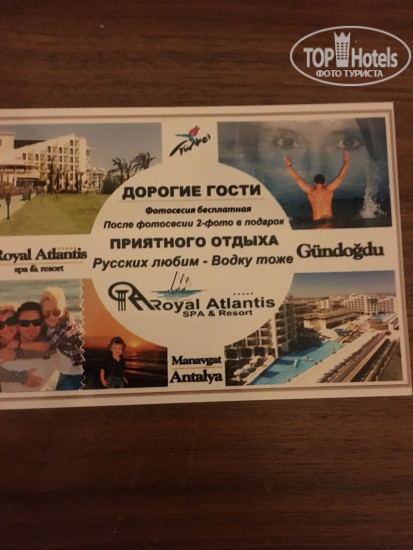 TOP Hotels
ФОТО ТУРИСТА
Turkey
ДОРОГИЕ ГОСТИ
Фотосесия бесплатная
После фотосесии 2-фото в подарок
ПРИЯТНОГО ОТДЫХА
Русских любим - Водку тоже
Royal Atlantis
spa & resort
Gündoğdu
Royal Atlantis
SPA & Resort
Manavgat
Antalya